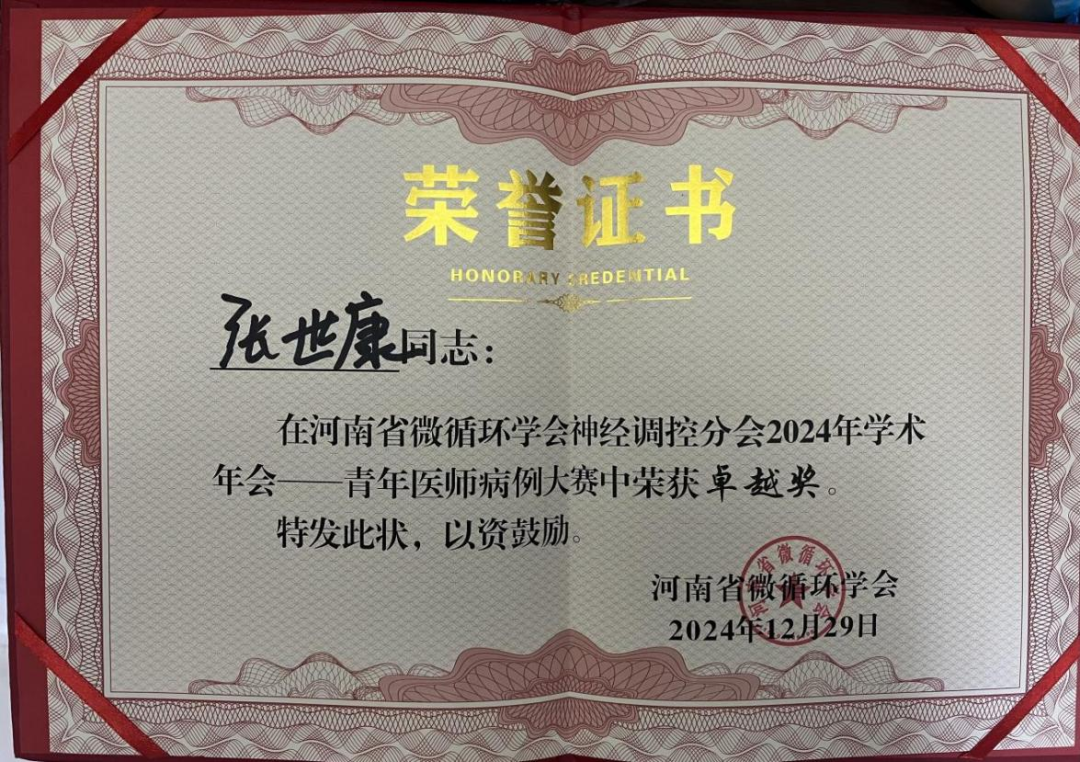 荣誉证书
HONORARY CREDENTIAL
张世康同志：
在河南省微循环学会神经调控分会2024年学术
年会——青年医师病例大赛中荣获卓越奖。
特发此状，以资鼓励。
河南省微循环学会
2024年12月29日